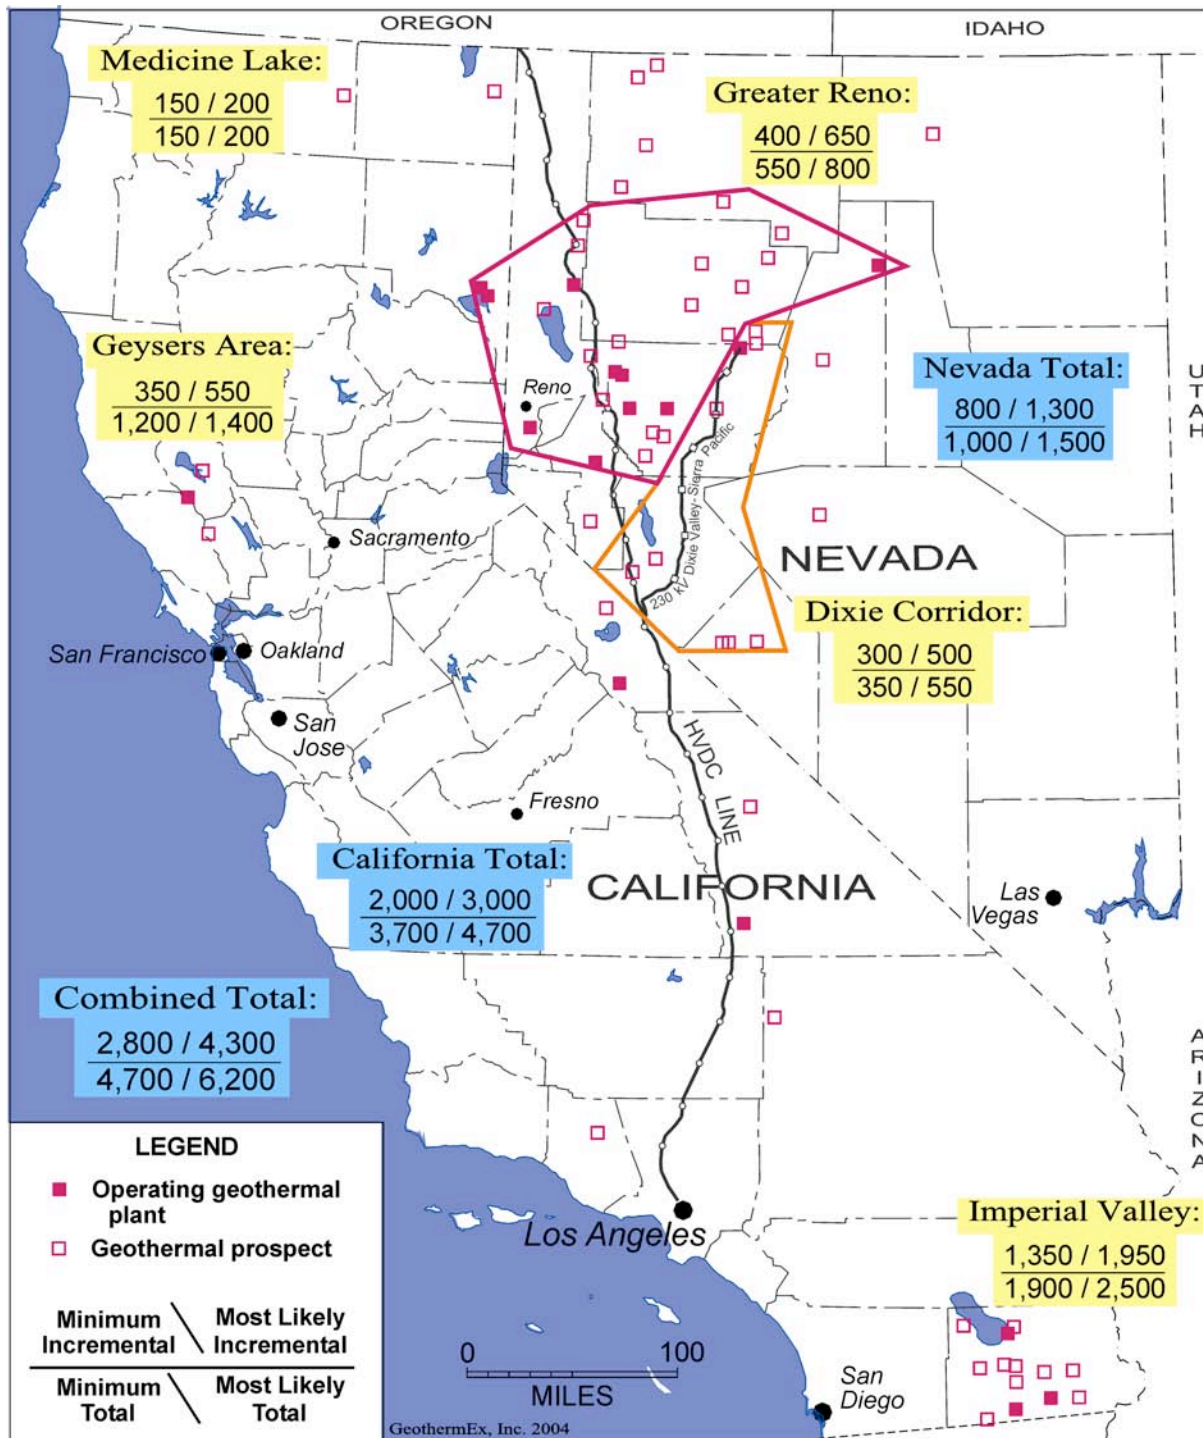 OREGON
IDAHO
Medicine Lake:
150 / 200
150 / 200
Greater Reno:
400 / 650
550 / 800
Geysers Area:
350 / 550
1,200 / 1,400
Reno
Nevada Total:
800 / 1,300
1,000 / 1,500
UTAH
230 kV Dixie Valley-Sierra Pacific
Sacramento
NEVADA
Dixie Corridor:
300 / 500
350 / 550
San Francisco
Oakland
San
Jose
HVDC LINE
Fresno
California Total:
2,000 / 3,000
3,700 / 4,700
CALIFORNIA
Las
Vegas
Combined Total:
2,800 / 4,300
4,700 / 6,200
ARIZONA
LEGEND
Operating geothermal
plant
Geothermal prospect
Minimum
Incremental \ Most Likely
Incremental
Minimum
Total \ Most Likely
Total
Los Angeles
Imperial Valley:
1,350 / 1,950
1,900 / 2,500
0 100
MILES
San
Diego
GeothermEx, Inc. 2004